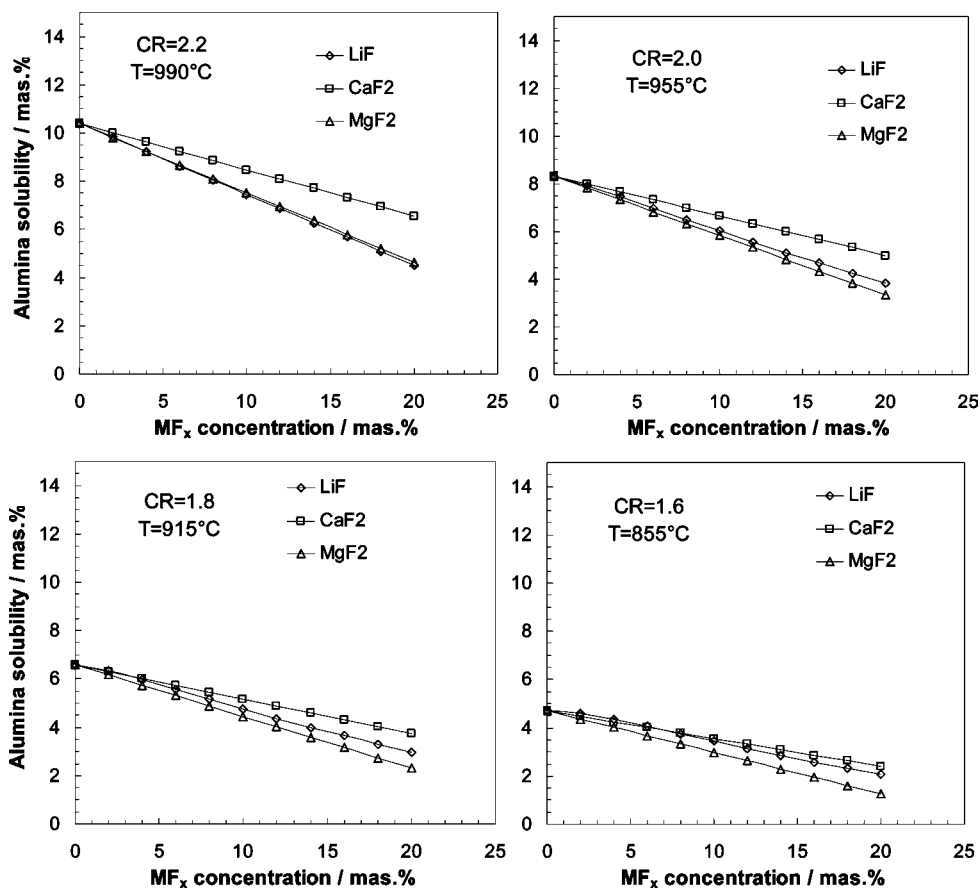 14
12
10
8
6
4
2
0
Alumina solubility / mas.%
CR=2.2
T=990°C
LiF
CaF2
MgF2
0 5 10 15 20 25
MFx concentration / mas.%
14
12
10
8
6
4
2
0
CR=2.0
T=955°C
LiF
CaF2
MgF2
0 5 10 15 20 25
MFx concentration / mas.%
14
12
10
8
6
4
2
0
Alumina solubility / mas.%
CR=1.8
T=915°C
LiF
CaF2
MgF2
0 5 10 15 20 25
MFx concentration / mas.%
14
12
10
8
6
4
2
0
CR=1.6
T=855°C
LiF
CaF2
MgF2
0 5 10 15 20 25
MFx concentration / mas.%